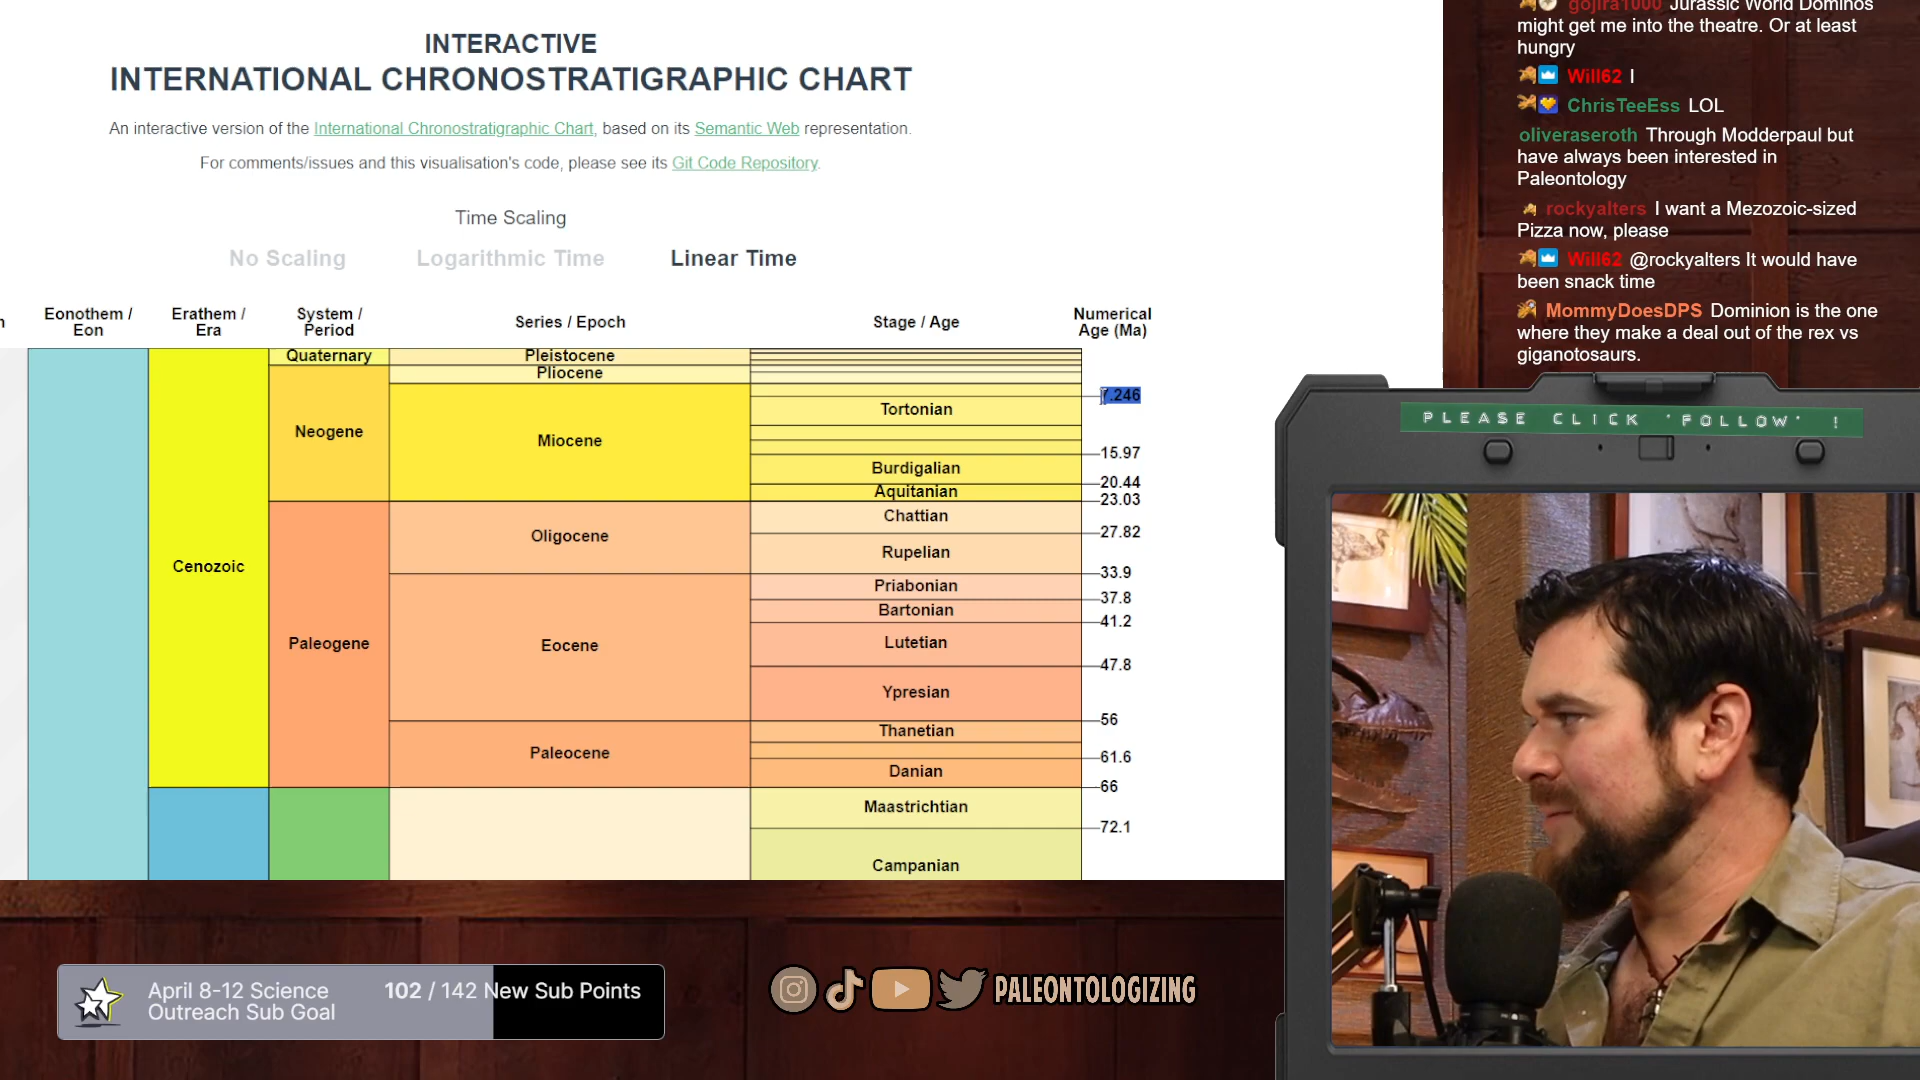 INTERACTIVE
INTERNATIONAL CHRONOSTRATIGRAPHIC CHART
An interactive version of the International Chronostratigraphic Chart, based on its Semantic Web representation.
For comments/issues and this visualisation's code, please see its Git Code Repository.
Time Scaling
No Scaling
Logarithmic Time
Linear Time
Eonothem /
Eon
Erathem /
Era
System /
Period
Series / Epoch
Stage / Age
Numerical
Age (Ma)
Quaternary
Pleistocene
Pliocene
7.246
Tortonian
Neogene
Miocene
15.97
Burdigalian
20.44
Aquitanian
23.03
Chattian
27.82
Oligocene
Rupelian
Cenozoic
33.9
Priabonian
37.8
Bartonian
41.2
Paleogene
Eocene
Lutetian
47.8
Ypresian
56
Thanetian
Paleocene
61.6
Danian
66
Maastrichtian
72.1
Campanian
gojira1000 Jurassic World Dominos
might get me into the theatre. Or at least
hungry
Will62 I
ChrisTeeEss LOL
oliveraseroth Through Modderpaul but
have always been interested in
Paleontology
rockyalters I want a Mezozoic-sized
Pizza now, please
Will62 @rockyalters It would have
been snack time
MommyDoesDPS Dominion is the one
where they make a deal out of the rex vs
giganotosaurs.
PLEASE CLICK 'FOLLOW' !
April 8-12 Science
Outreach Sub Goal
102 / 142 New Sub Points
PALEONTOLOGIZING